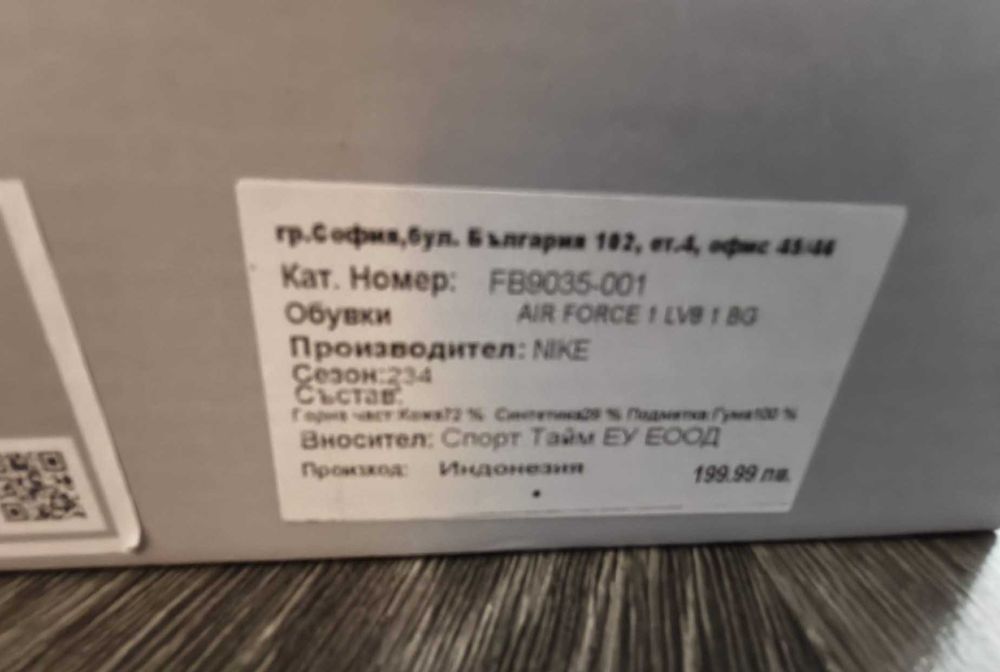 гр.София,бул. България 102, ет.4, офис
Кат. Номер: FB9035-001
Обувки AIR FORCE 1 LV8 1 BG
Производител: NIKE
Сезон:234
Състав:
Горна част:Кожа72 % Синтетика28 % Подметка:Гума100 %
Вносител: Спорт Тайм ЕУ ЕООД
Произход: Индонезия 199.99 лв.